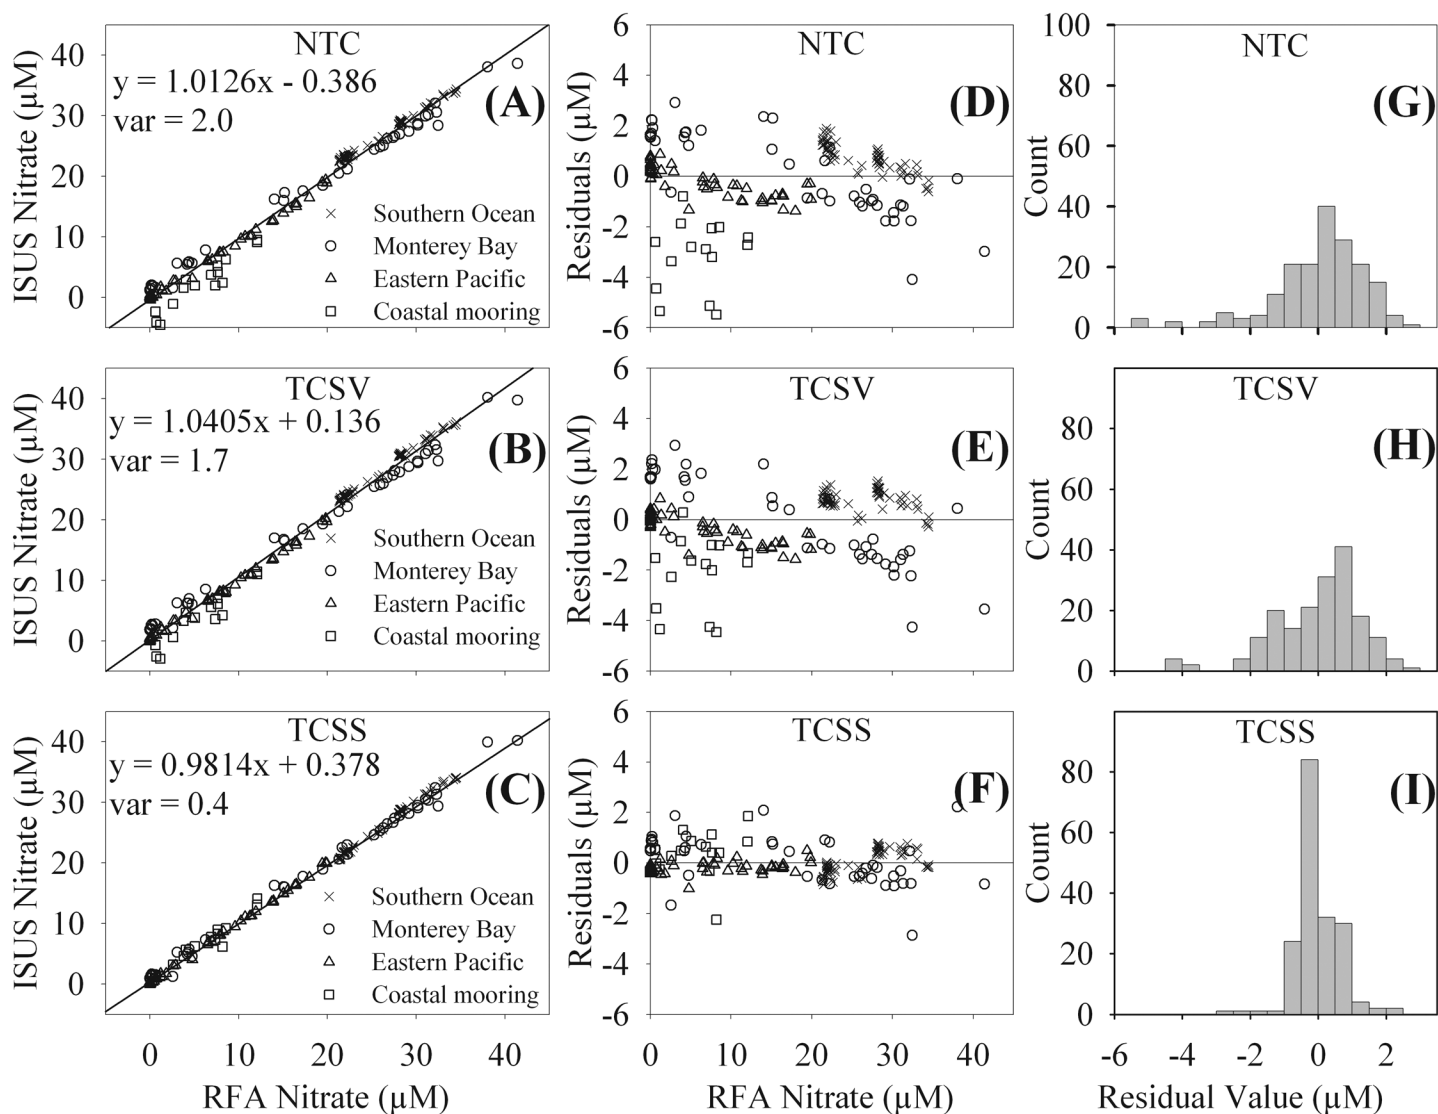 NTC
y = 1.0126x - 0.386
var = 2.0
(A)
ISUS Nitrate (µM)
40
30
20
10
0
Southern Ocean
Monterey Bay
Eastern Pacific
Coastal mooring
NTC
(D)
Residuals (µM)
6
4
2
0
-2
-4
-6
NTC
(G)
Count
100
80
60
40
20
0
TCSV
y = 1.0405x + 0.136
var = 1.7
(B)
ISUS Nitrate (µM)
40
30
20
10
0
Southern Ocean
Monterey Bay
Eastern Pacific
Coastal mooring
TCSV
(E)
Residuals (µM)
6
4
2
0
-2
-4
-6
TCSV
(H)
Count
80
60
40
20
0
TCSS
y = 0.9814x + 0.378
var = 0.4
(C)
ISUS Nitrate (µM)
40
30
20
10
0
Southern Ocean
Monterey Bay
Eastern Pacific
Coastal mooring
0 10 20 30 40
RFA Nitrate (µM)
TCSS
(F)
Residuals (µM)
6
4
2
0
-2
-4
-6
0 10 20 30 40
RFA Nitrate (µM)
TCSS
(I)
Count
80
60
40
20
0
-6 -4 -2 0 2
Residual Value (µM)